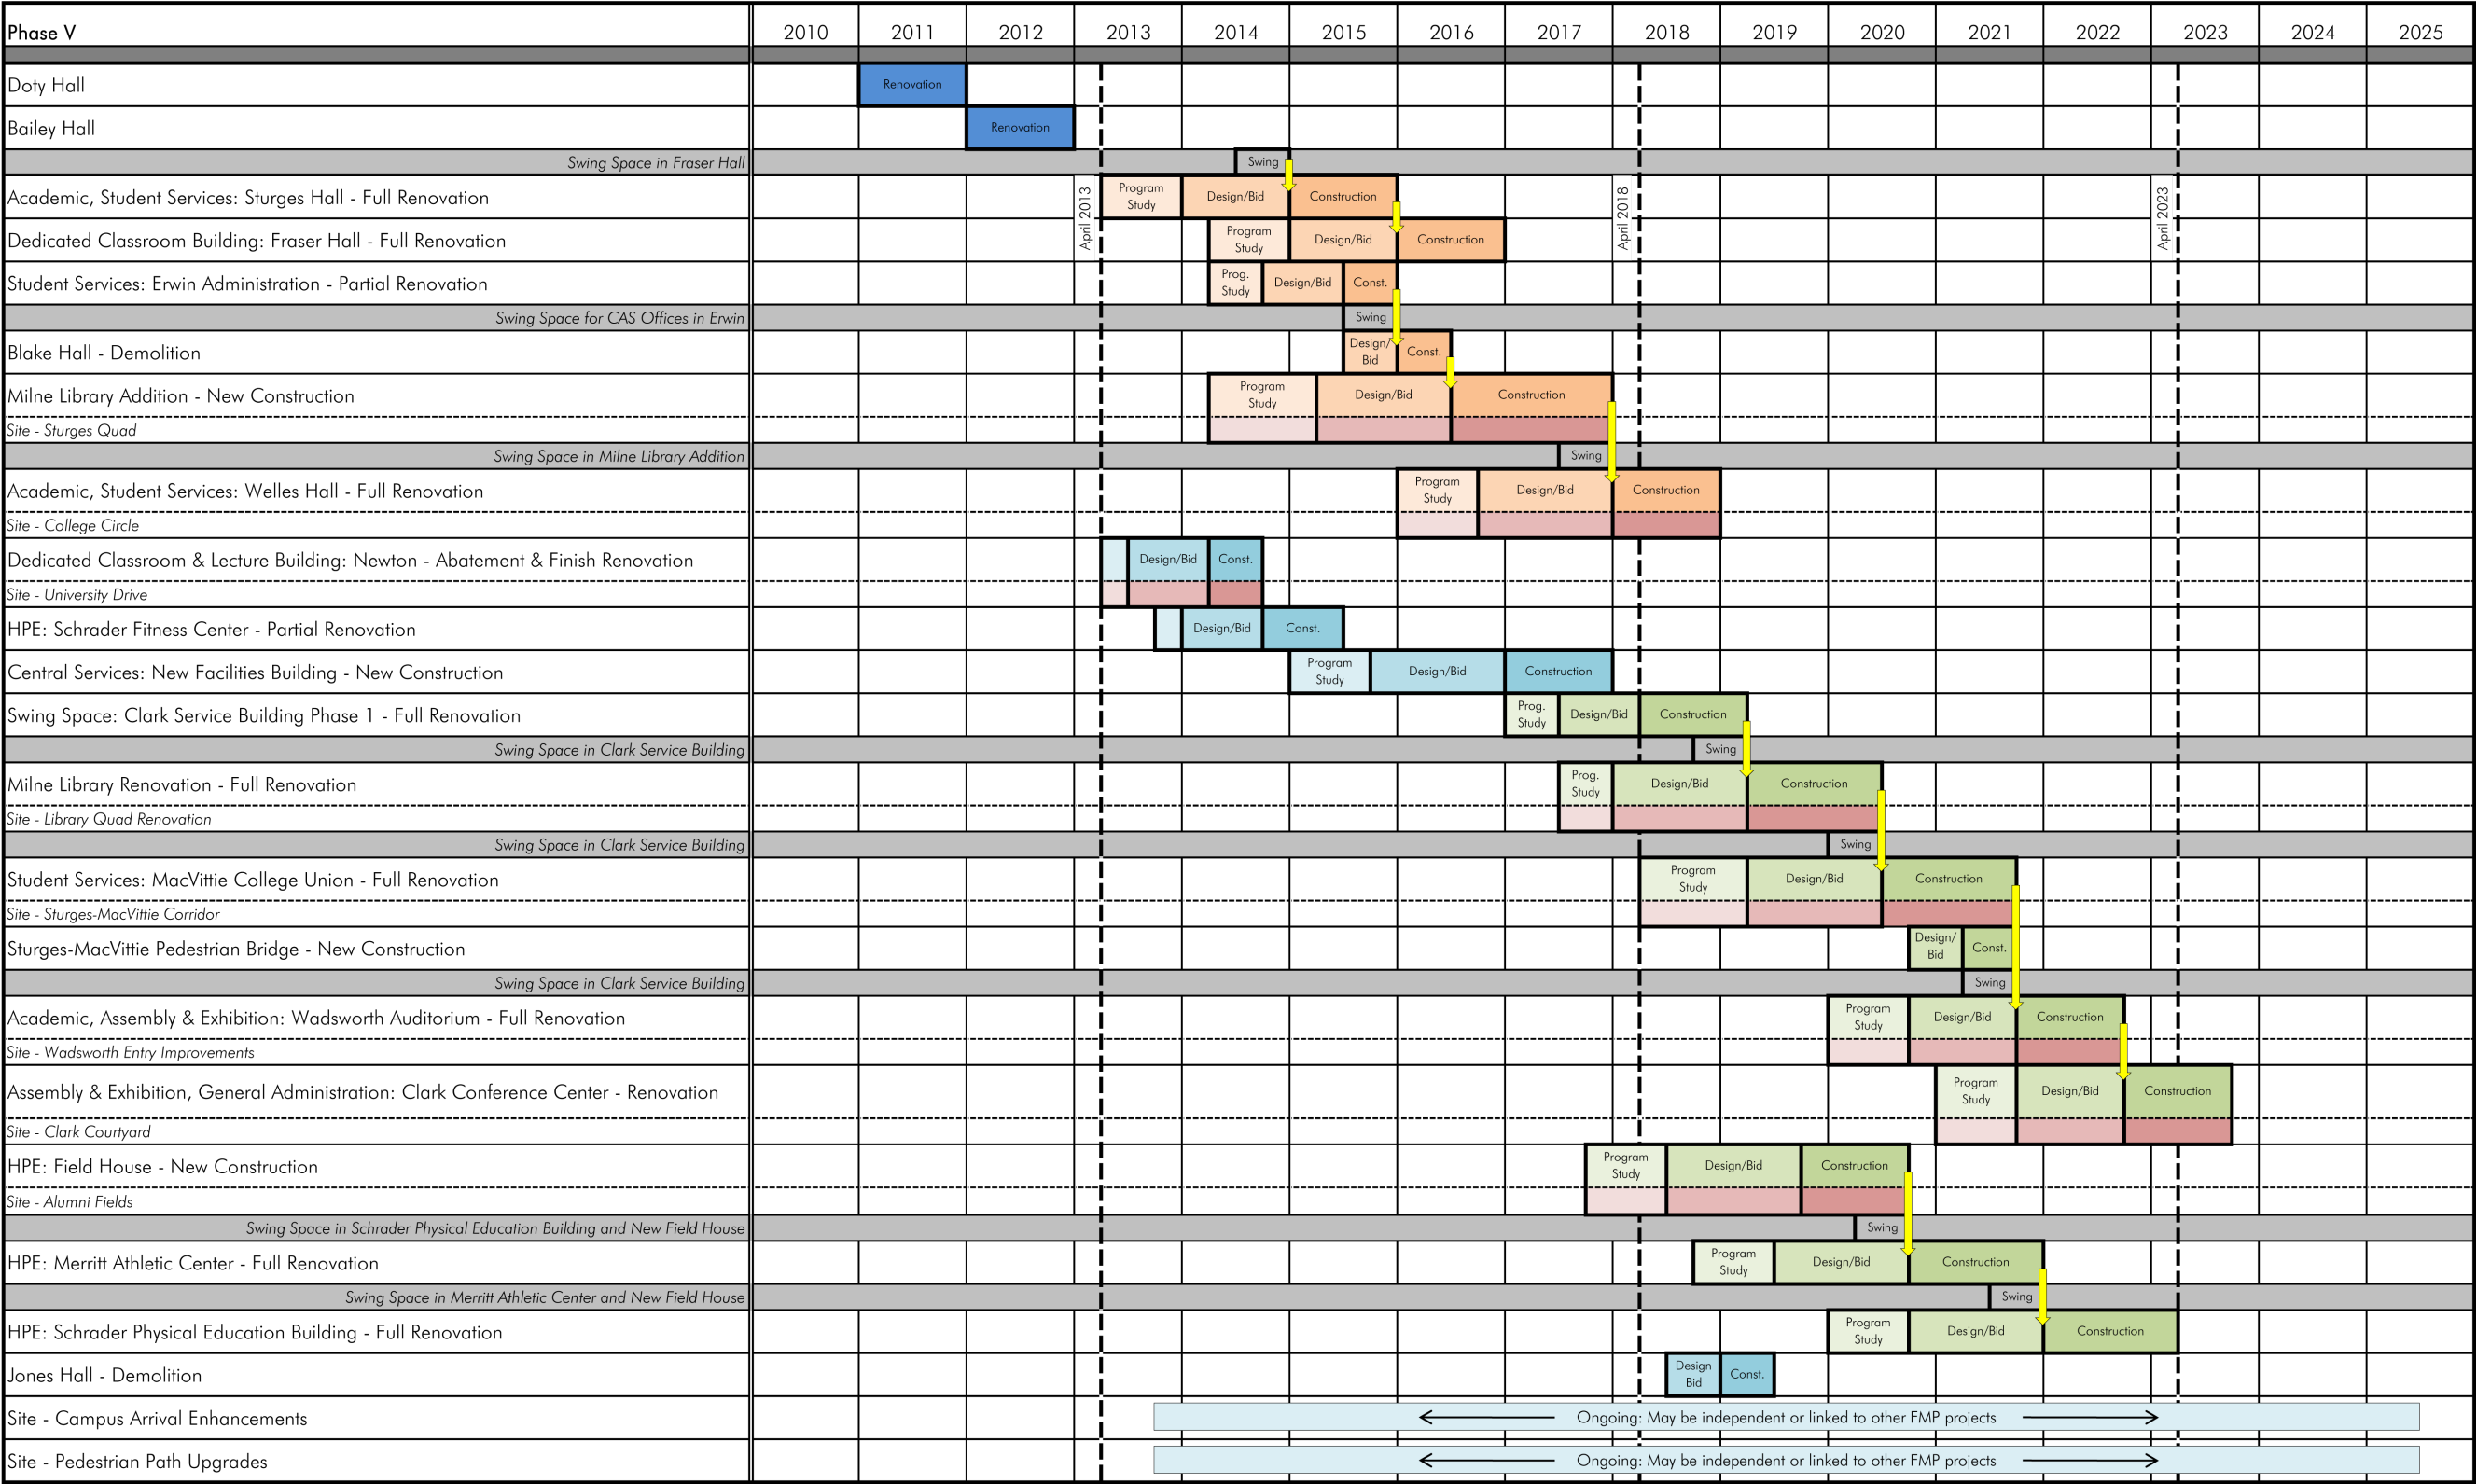 Phase V 2010 2011 2012 2013 2014 2015 2016 2017 2018 2019 2020 2021 2022 2023 2024 2025
Doty Hall Renovation
Bailey Hall Renovation
Swing Space in Fraser Hall Swing
April 2013 April 2018 April 2023
Academic, Student Services: Sturges Hall - Full Renovation Program Study Design/Bid Construction
Dedicated Classroom Building: Fraser Hall - Full Renovation Program Study Design/Bid Construction
Student Services: Erwin Administration - Partial Renovation Prog. Study Design/Bid Const.
Swing Space for CAS Offices in Erwin Swing
Blake Hall - Demolition Design/ Bid Const.
Milne Library Addition - New Construction Program Study Design/Bid Construction
Site - Sturges Quad
Swing Space in Milne Library Addition Swing
Academic, Student Services: Welles Hall - Full Renovation Program Study Design/Bid Construction
Site - College Circle
Dedicated Classroom & Lecture Building: Newton - Abatement & Finish Renovation Design/Bid Const.
Site - University Drive
HPE: Schrader Fitness Center - Partial Renovation Design/Bid Const.
Central Services: New Facilities Building - New Construction Program Study Design/Bid Construction
Swing Space: Clark Service Building Phase 1 - Full Renovation Prog. Study Design/Bid Construction
Swing Space in Clark Service Building Swing
Milne Library Renovation - Full Renovation Prog. Study Design/Bid Construction
Site - Library Quad Renovation
Swing Space in Clark Service Building Swing
Student Services: MacVittie College Union - Full Renovation Program Study Design/Bid Construction
Site - Sturges-MacVittie Corridor
Sturges-MacVittie Pedestrian Bridge - New Construction Design/ Bid Const.
Swing Space in Clark Service Building Swing
Academic, Assembly & Exhibition: Wadsworth Auditorium - Full Renovation Program Study Design/Bid Construction
Site - Wadsworth Entry Improvements
Assembly & Exhibition, General Administration: Clark Conference Center - Renovation Program Study Design/Bid Construction
Site - Clark Courtyard
HPE: Field House - New Construction Program Study Design/Bid Construction
Site - Alumni Fields
Swing Space in Schrader Physical Education Building and New Field House Swing
HPE: Merritt Athletic Center - Full Renovation Program Study Design/Bid Construction
Swing Space in Merritt Athletic Center and New Field House Swing
HPE: Schrader Physical Education Building - Full Renovation Program Study Design/Bid Construction
Jones Hall - Demolition Design Bid Const.
Site - Campus Arrival Enhancements Ongoing: May be independent or linked to other FMP projects
Site - Pedestrian Path Upgrades Ongoing: May be independent or linked to other FMP projects